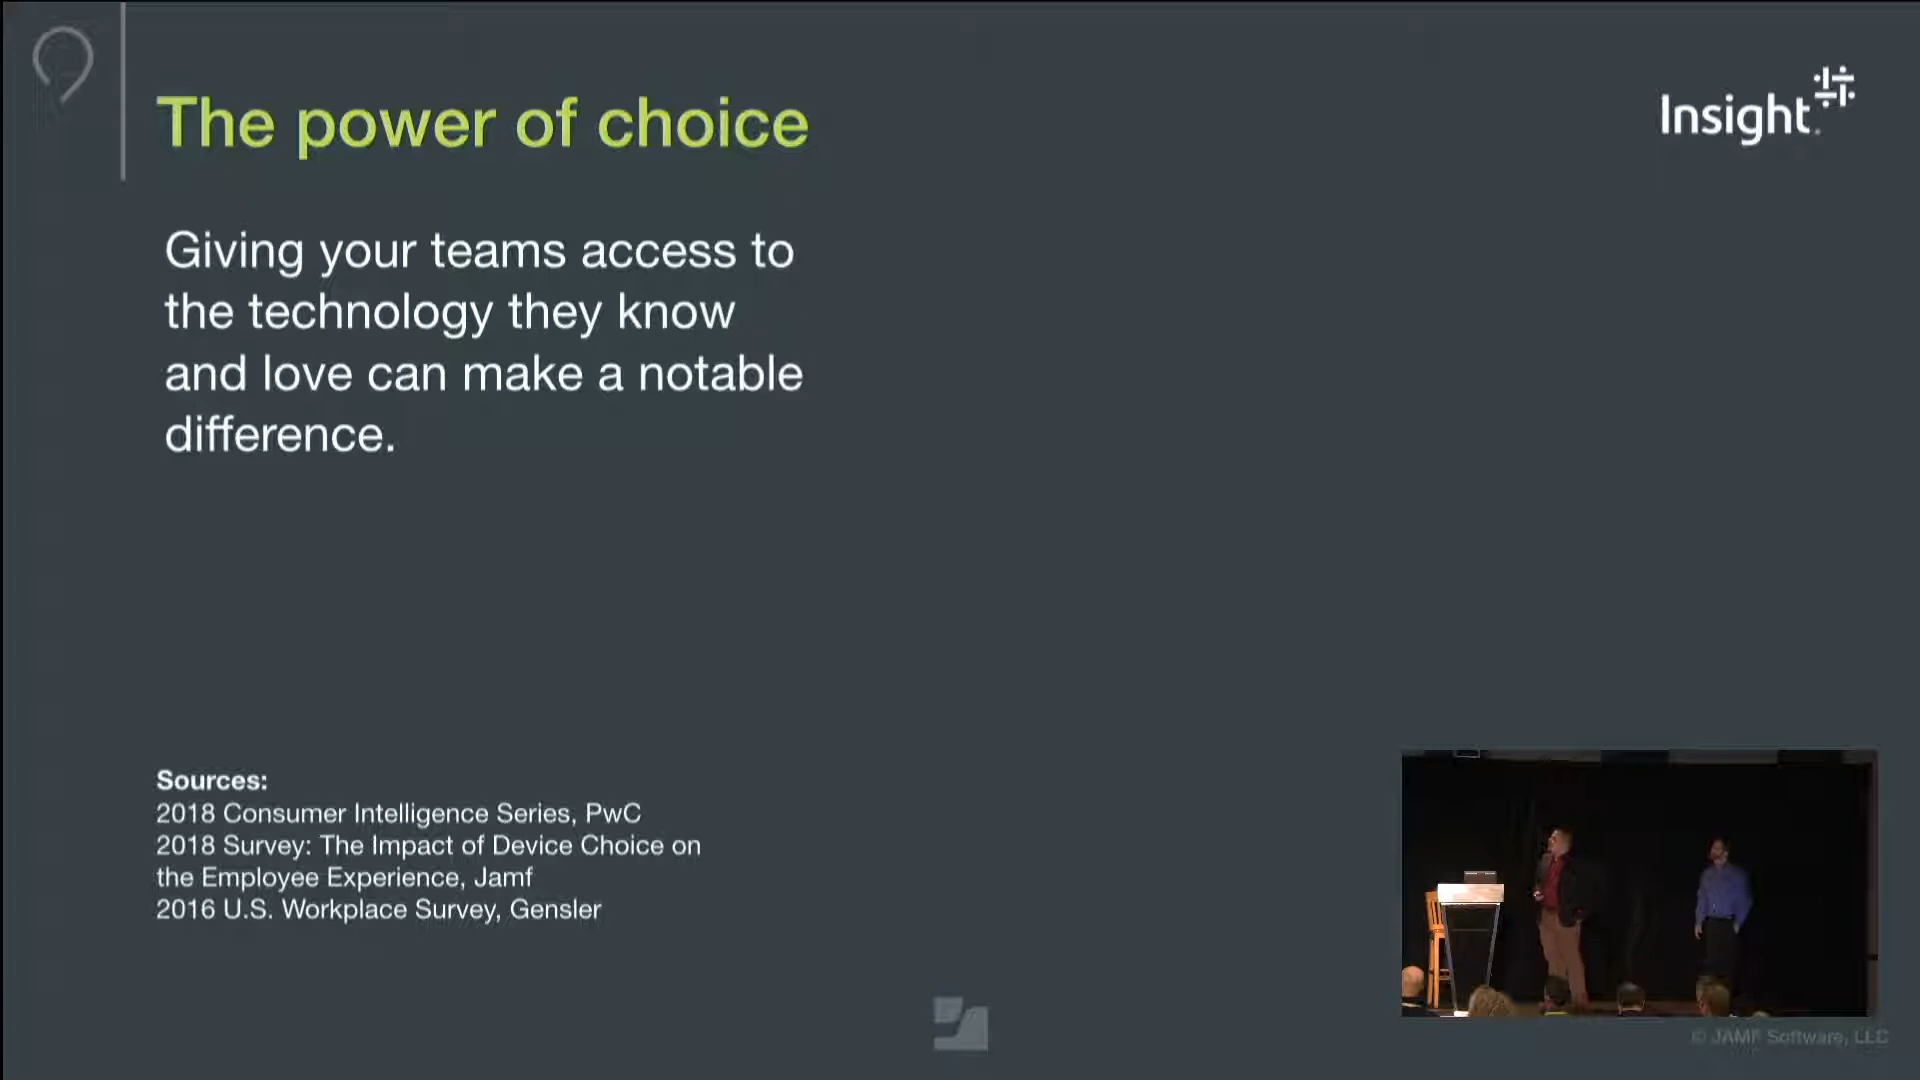 The power of choice
Insight
Giving your teams access to
the technology they know
and love can make a notable
difference.
Sources:
2018 Consumer Intelligence Series, PwC
2018 Survey: The Impact of Device Choice on
the Employee Experience, Jamf
2016 U.S. Workplace Survey, Gensler
© JAMF Software, LLC